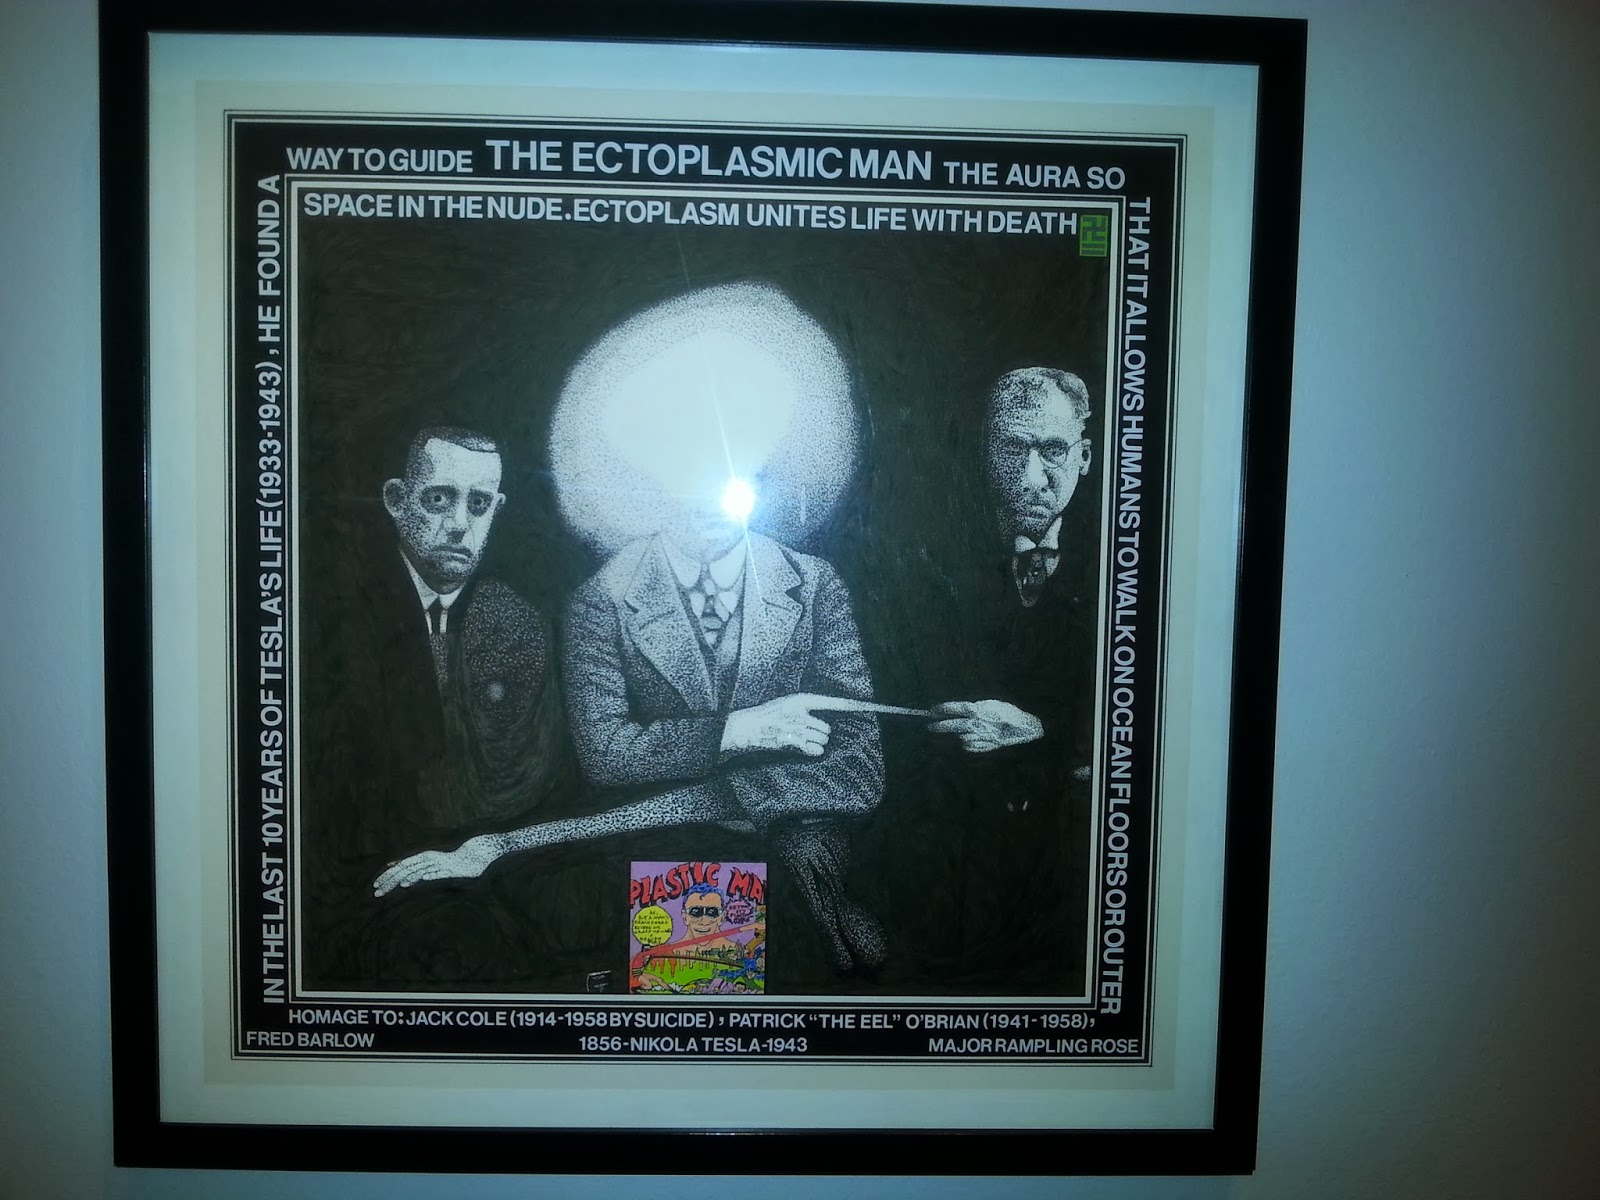 IN THE LAST 10 YEARS OF TESLA'S LIFE (1933-1943), HE FOUND A
WAY TO GUIDE THE ECTOPLASMIC MAN THE AURA SO
THAT IT ALLOWS HUMANS TO WALK ON OCEAN FLOORS OR OUTER
SPACE IN THE NUDE. ECTOPLASM UNITES LIFE WITH DEATH
PLASTIC MA
HOMAGE TO: JACK COLE (1914-1958 BY SUICIDE), PATRICK "THE EEL" O'BRIAN (1941-1958),
FRED BARLOW 1856-NIKOLA TESLA-1943 MAJOR RAMPLING ROSE